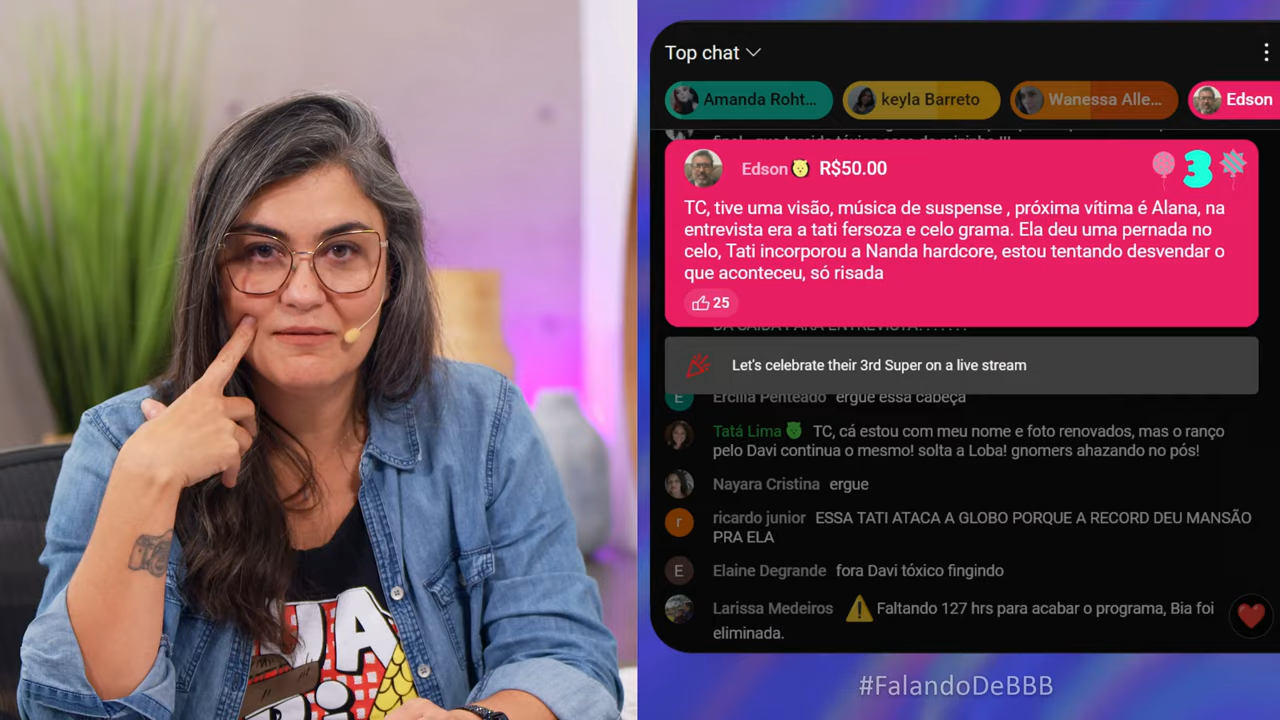 Top chat
Amanda Roht...
keyla Barreto
Wanessa Alle...
Edson
Edson R$50.00
3
TC, tive uma visão, música de suspense , próxima vítima é Alana, na
entrevista era a tati fersoza e celo grama. Ela deu uma pernada no
celo, Tati incorporou a Nanda hardcore, estou tentando desvendar o
que aconteceu, só risada
25
Let's celebrate their 3rd Super on a live stream
E Ercilia Penteado ergue essa cabeça
Tatá Lima TC, cá estou com meu nome e foto renovados, mas o ranço
pelo Davi continua o mesmo! solta a Loba! gnomers ahazando no pós!
Nayara Cristina ergue
r ricardo junior ESSA TATI ATACA A GLOBO PORQUE A RECORD DEU MANSÃO
PRA ELA
E Elaine Degrande fora Davi tóxico fingindo
Larissa Medeiros ⚠️ Faltando 127 hrs para acabar o programa, Bia foi
eliminada.
#FalandoDeBBB